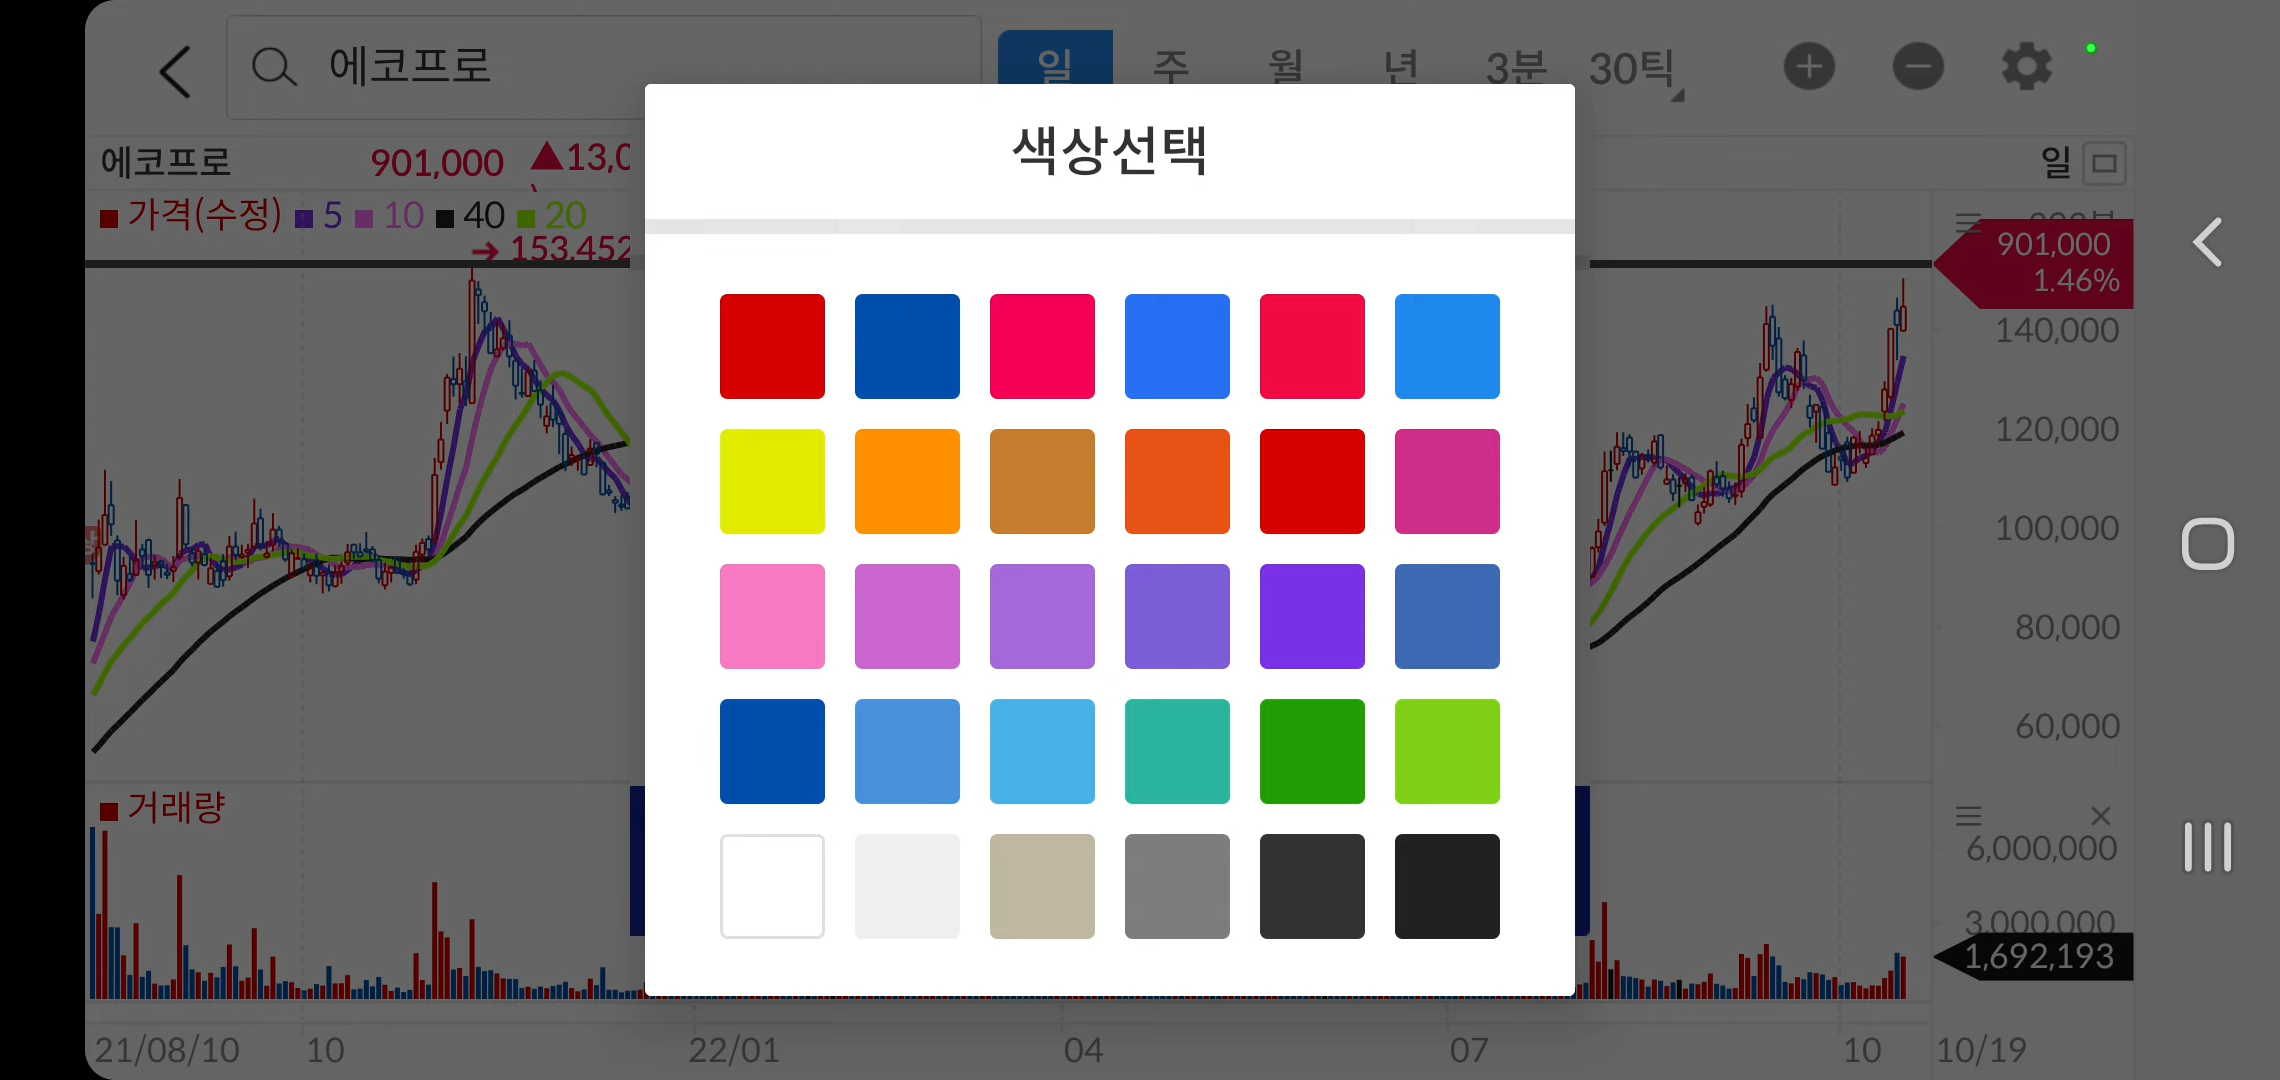 에코프로
일 주 월 년 3분 30틱
색상선택
에코프로 901,000 ▲13,0
일
가격(수정) 5 10 40 20
→ 153,452
901,000
1.46%
140,000
120,000
100,000
80,000
60,000
거래량
6,000,000
3,000,000
1,692,193
21/08/10 10 22/01 04 07 10 10/19